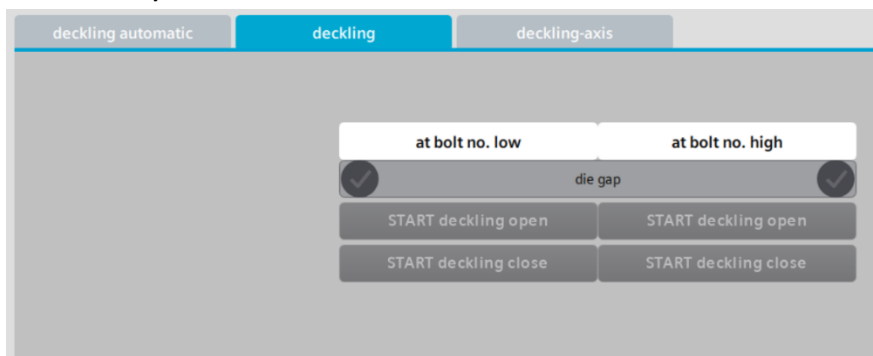 deckling automatic deckling deckling-axis
at bolt no. low at bolt no. high
die gap
START deckling open START deckling open
START deckling close START deckling close